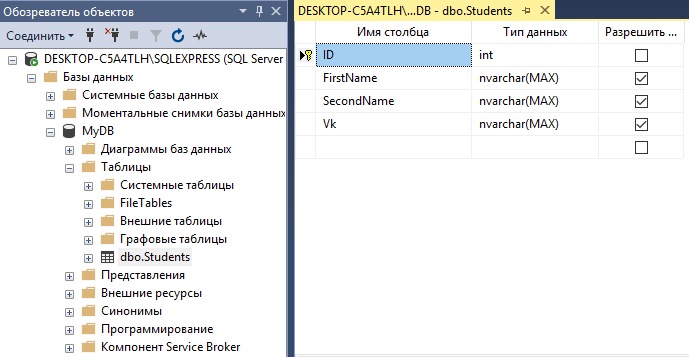 Обозреватель объектов
Соединить
DESKTOP-C5A4TLH\SQLEXPRESS (SQL Server
Базы данных
Системные базы данных
Моментальные снимки базы данных
MyDB
Диаграммы баз данных
Таблицы
Системные таблицы
FileTables
Внешние таблицы
Графовые таблицы
dbo.Students
Представления
Внешние ресурсы
Синонимы
Программирование
Компонент Service Broker
DESKTOP-C5A4TLH\...DB - dbo.Students
Имя столбца Тип данных Разрешить ...
ID int
FirstName nvarchar(MAX)
SecondName nvarchar(MAX)
Vk nvarchar(MAX)